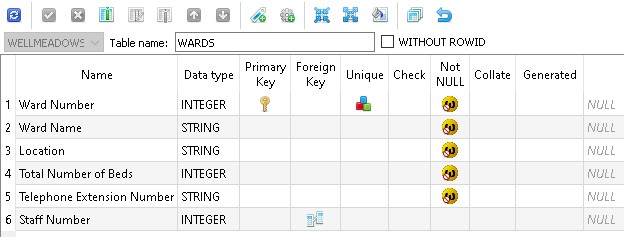 WELLMEADOWS Table name: WARDS WITHOUT ROWID
Name Data type Primary Key Foreign Key Unique Check Not NULL Collate Generated
1 Ward Number INTEGER NULL
2 Ward Name STRING NULL
3 Location STRING NULL
4 Total Number of Beds INTEGER NULL
5 Telephone Extension Number STRING NULL
6 Staff Number INTEGER NULL